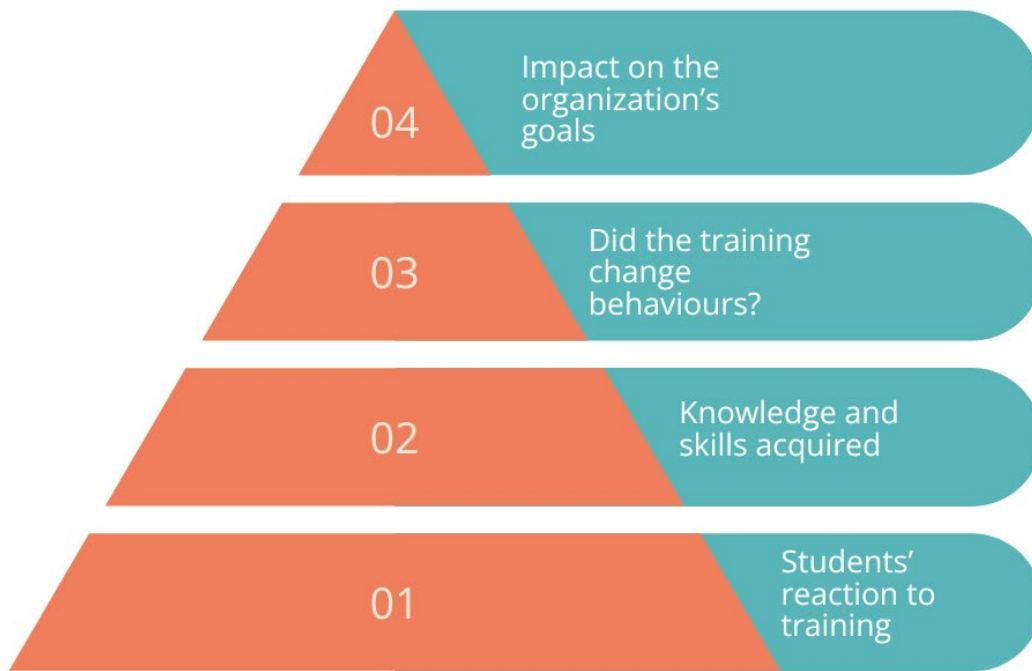 04
Impact on the
organization's
goals
03
Did the training
change
behaviours?
02
Knowledge and
skills acquired
01
Students'
reaction to
training